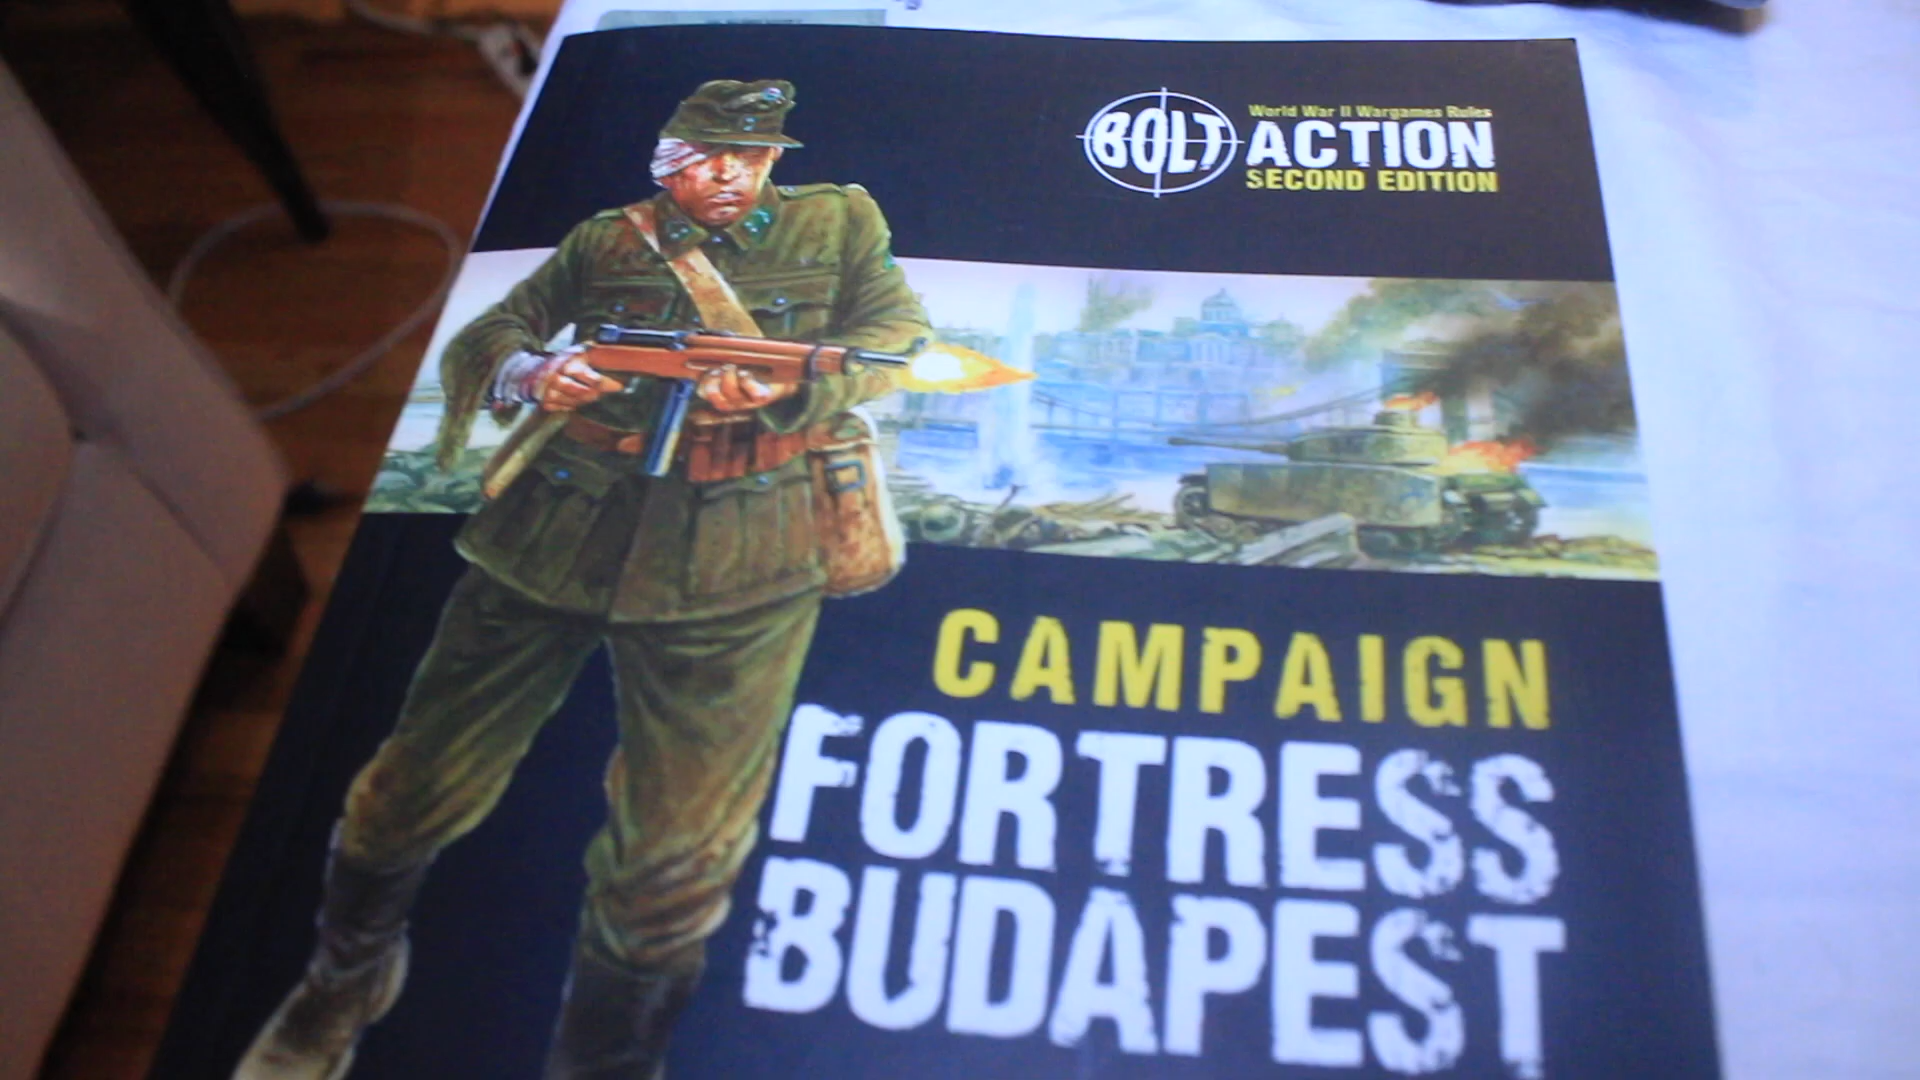 World War II Wargames Rules
BOLT ACTION
SECOND EDITION
CAMPAIGN
FORTRESS
BUDAPEST